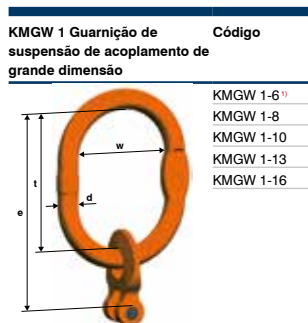 KMGW 1 Guarnição de
suspensão de acoplamento de
grande dimensão
Código
KMGW 1-6 ¹⁾
KMGW 1-8
KMGW 1-10
KMGW 1-13
KMGW 1-16
w
t
e
d